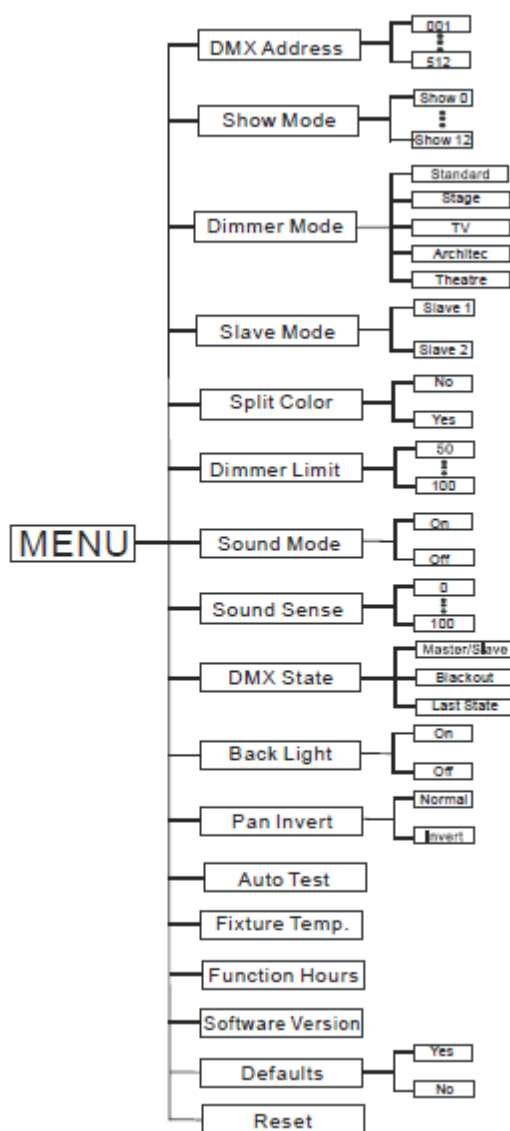 MENU
DMX Address
001
512
Show Mode
Show 0
Show 12
Dimmer Mode
Standard
Stage
TV
Architec
Theatre
Slave Mode
Slave 1
Slave 2
Split Color
No
Yes
Dimmer Limit
50
100
Sound Mode
On
Off
Sound Sense
0
100
DMX State
Master/Slave
Blackout
Last State
Back Light
On
Off
Pan Invert
Normal
Invert
Auto Test
Fixture Temp.
Function Hours
Software Version
Defaults
Yes
No
Reset